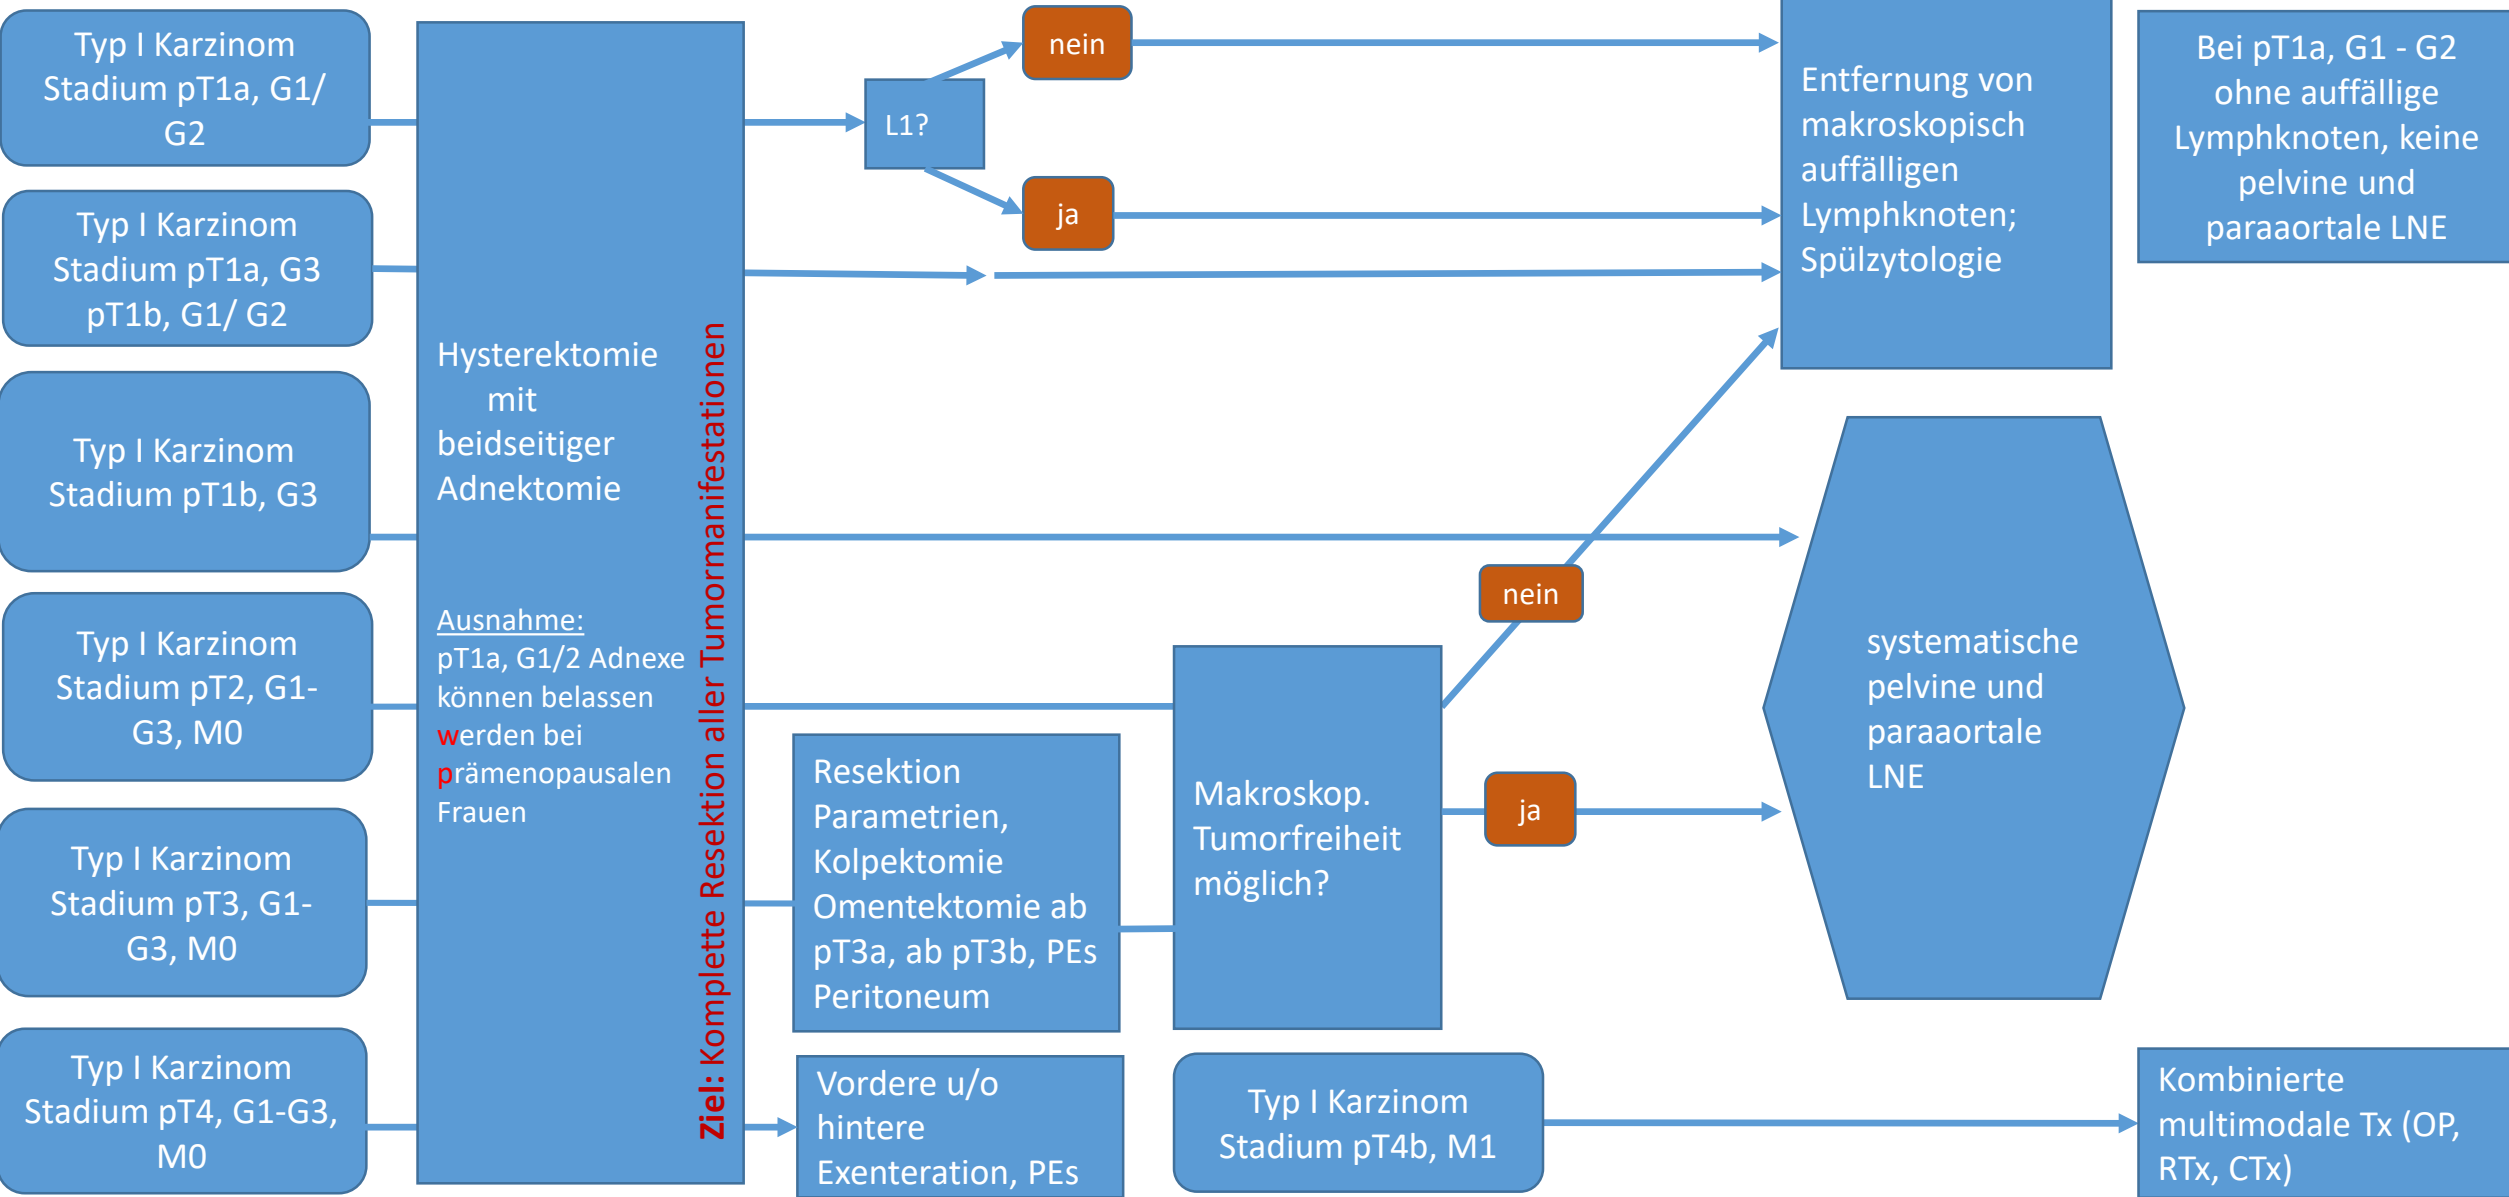 Typ I Karzinom
Stadium pT1a, G1/
G2
Typ I Karzinom
Stadium pT1a, G3
pT1b, G1/ G2
Typ I Karzinom
Stadium pT1b, G3
Typ I Karzinom
Stadium pT2, G1-
G3, M0
Typ I Karzinom
Stadium pT3, G1-
G3, M0
Typ I Karzinom
Stadium pT4, G1-G3,
M0
Hysterektomie
mit
beidseitiger
Adnektomie
Ausnahme:
pT1a, G1/2 Adnexe
können belassen
werden bei
prämenopausalen
Frauen
Ziel: Komplette Resektion aller Tumormanifestationen
L1?
nein
ja
Resektion
Parametrien,
Kolpektomie
Omentektomie ab
pT3a, ab pT3b, PEs
Peritoneum
Vordere u/o
hintere
Exenteration, PEs
Makroskop.
Tumorfreiheit
möglich?
nein
ja
Typ I Karzinom
Stadium pT4b, M1
Entfernung von
makroskopisch
auffälligen
Lymphknoten;
Spülzytologie
systematische
pelvine und
paraaortale
LNE
Bei pT1a, G1 - G2
ohne auffällige
Lymphknoten, keine
pelvine und
paraaortale LNE
Kombinierte
multimodale Tx (OP,
RTx, CTx)